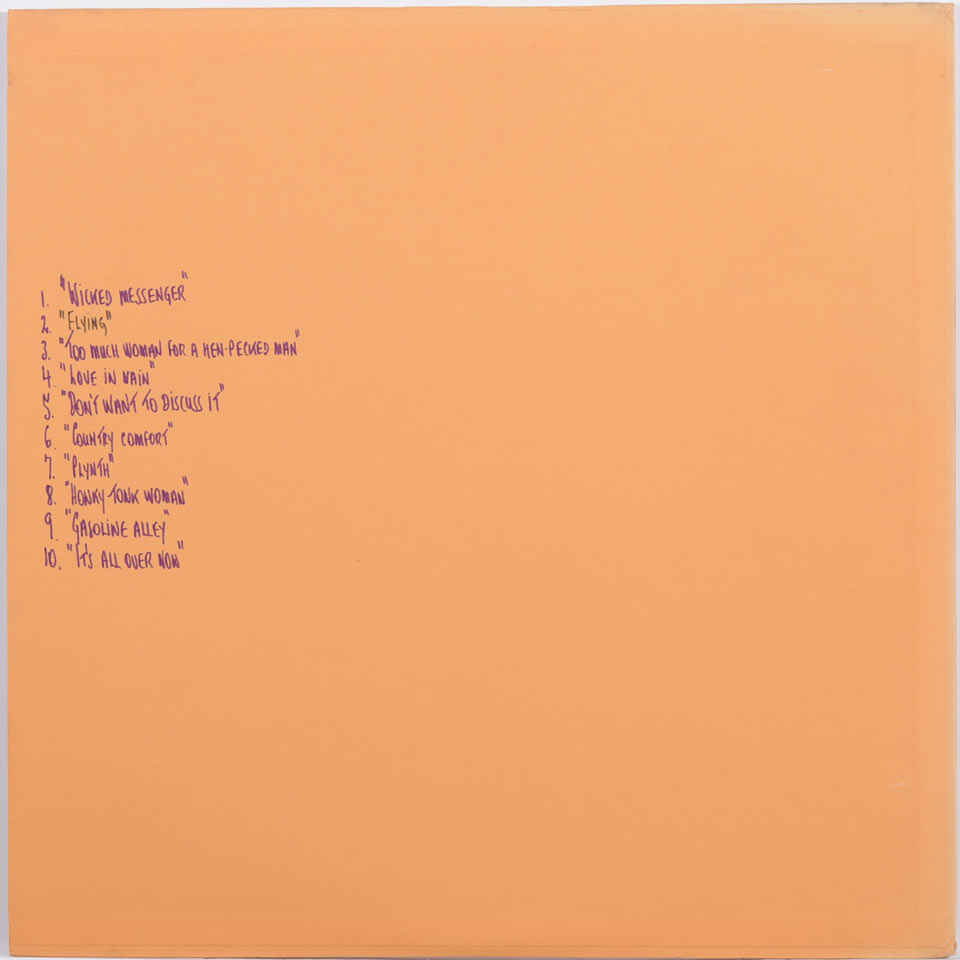 1. "Wicked messenger"
2. "Flying"
3. "Too much woman for a hen-pecked man"
4. "Love in vain"
5. "Don't want to discuss it"
6. "Country comfort"
7. "Plynth"
8. "Honky-tonk woman"
9. "Gasoline alley"
10. "It's all over now"